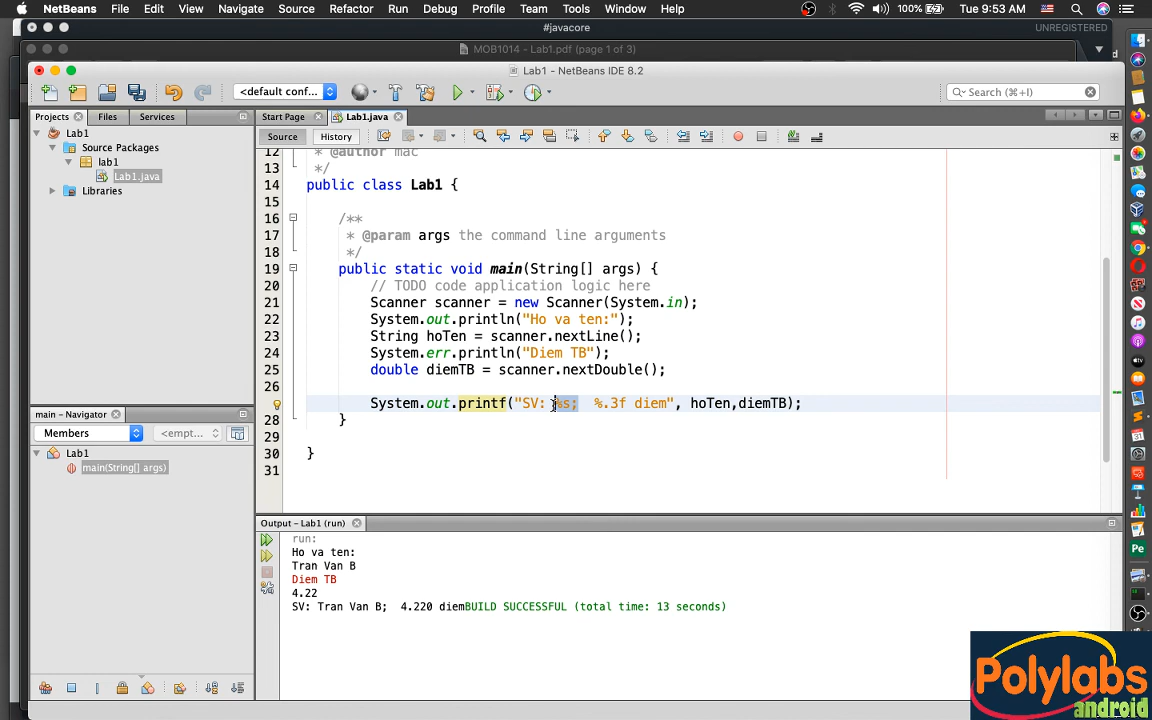 NetBeans File Edit View Navigate Source Refactor Run Debug Profile Team Tools Window Help 100% Tue 9:53 AM
#javacore UNREGISTERED
MOB1014 - Lab1.pdf (page 1 of 3)
Lab1 - NetBeans IDE 8.2
<default conf... Search (⌘+I)
Projects Files Services Start Page Lab1.java
Source History
Lab1
Source Packages
lab1
Lab1.java
Libraries
12 * @author mac
13 */
14 public class Lab1 {
15
16 /**
17 * @param args the command line arguments
18 */
19 public static void main(String[] args) {
20 // TODO code application logic here
21 Scanner scanner = new Scanner(System.in);
22 System.out.println("Ho va ten:");
23 String hoTen = scanner.nextLine();
24 System.err.println("Diem TB");
25 double diemTB = scanner.nextDouble();
26
System.out.printf("SV: %s;  %.3f diem", hoTen,diemTB);
28 }
29
30 }
31
main - Navigator
Members <empt...
Lab1
main(String[] args)
Output - Lab1 (run)
run:
Ho va ten:
Tran Van B
Diem TB
4.22
SV: Tran Van B;  4.220 diemBUILD SUCCESSFUL (total time: 13 seconds)
Pe
Polylabs
android